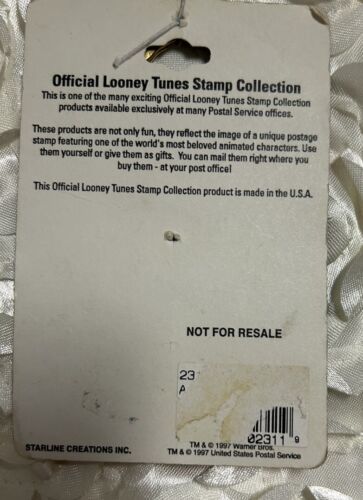 Official Looney Tunes Stamp Collection
This is one of the many exciting Official Looney Tunes Stamp Collection
products available exclusively at many Postal Service offices.
These products are not only fun, they reflect the image of a unique postage
stamp featuring one of the world's most beloved animated characters. Use
them yourself or give them as gifts. You can mail them right where you
buy them - at your post office!
This Official Looney Tunes Stamp Collection product is made in the U.S.A.
NOT FOR RESALE
23
A
02311 9
STARLINE CREATIONS INC.
TM & © 1997 Warner Bros.
TM & © 1997 United States Postal Service